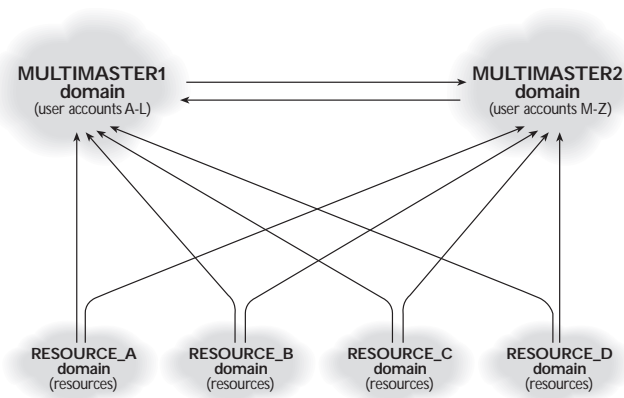 MULTIMASTER1
domain
(user accounts A-L)
MULTIMASTER2
domain
(user accounts M-Z)
RESOURCE_A
domain
(resources)
RESOURCE_B
domain
(resources)
RESOURCE_C
domain
(resources)
RESOURCE_D
domain
(resources)